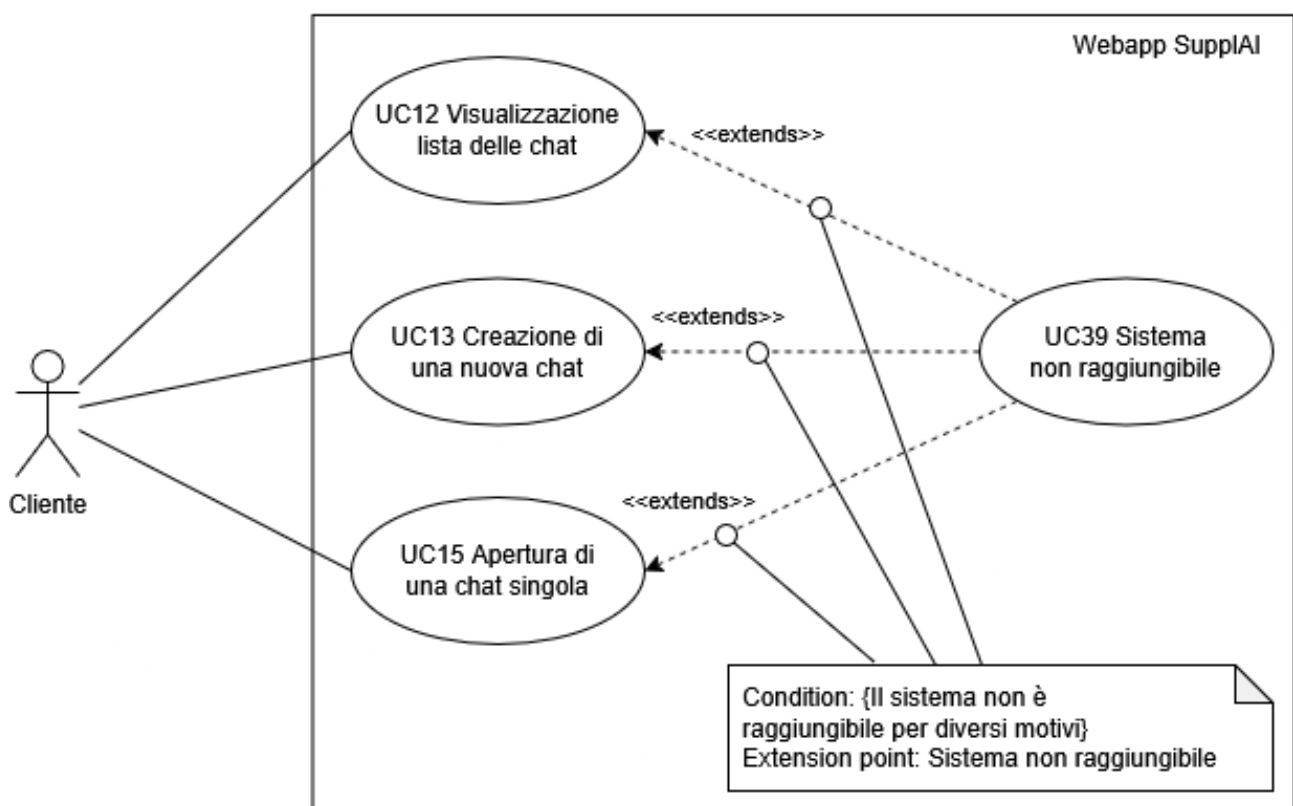 Webapp SupplAI
UC12 Visualizzazione
lista delle chat
<<extends>>
UC13 Creazione di
una nuova chat
<<extends>>
UC39 Sistema
non raggiungibile
Cliente
<<extends>>
UC15 Apertura di
una chat singola
Condition: {Il sistema non è
raggiungibile per diversi motivi}
Extension point: Sistema non raggiungibile